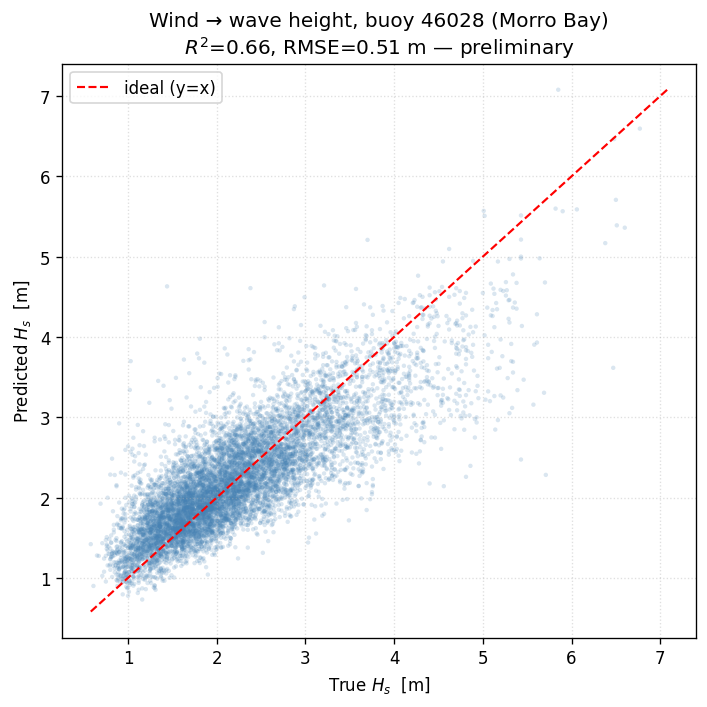 Wind → wave height, buoy 46028 (Morro Bay)
R²=0.66, RMSE=0.51 m — preliminary
ideal (y=x)
7
6
5
4
3
2
1
Predicted Hₛ [m]
1 2 3 4 5 6 7
True Hₛ [m]